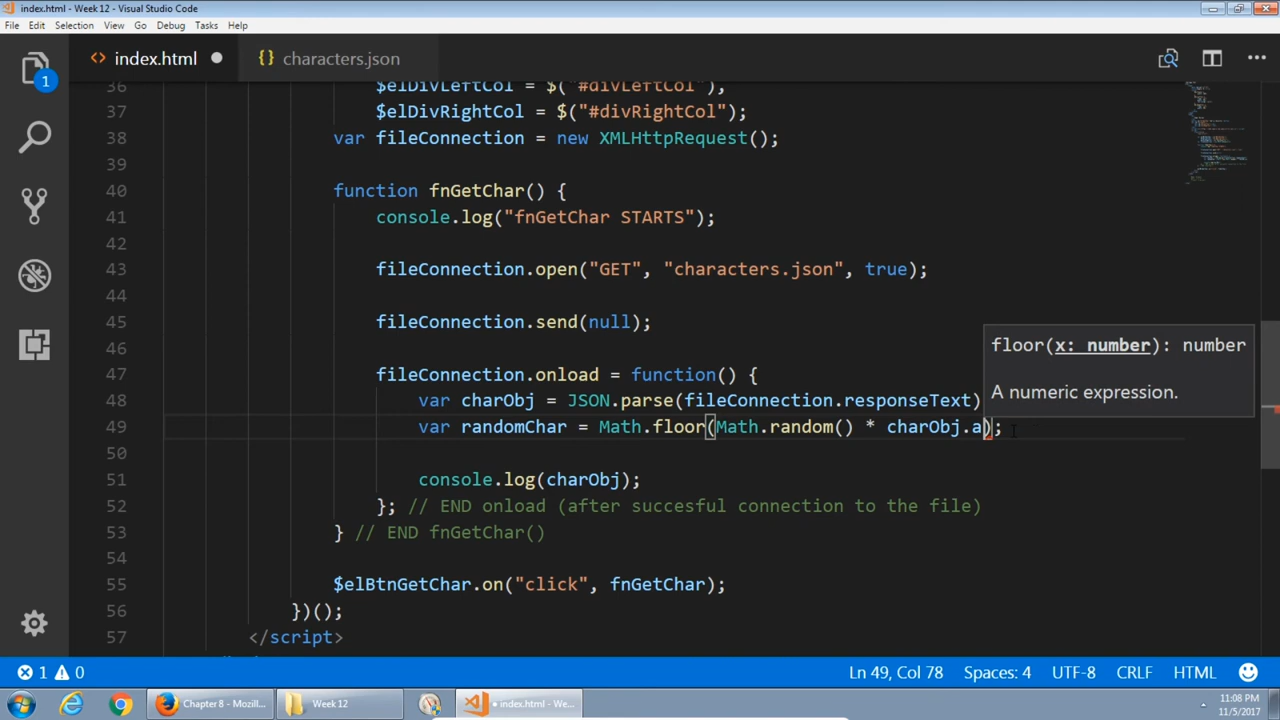 index.html - Week 12 - Visual Studio Code
File Edit Selection View Go Debug Tasks Help
1
<> index.html ● {} characters.json
36 $elDivLeftCol = $("#divLeftCol"),
37 $elDivRightCol = $("#divRightCol");
38 var fileConnection = new XMLHttpRequest();
39
40 function fnGetChar() {
41 console.log("fnGetChar STARTS");
42
43 fileConnection.open("GET", "characters.json", true);
44
45 fileConnection.send(null);
46
floor(x: number): number
A numeric expression.
47 fileConnection.onload = function() {
48 var charObj = JSON.parse(fileConnection.responseText)
49 var randomChar = Math.floor(Math.random() * charObj.a);
50
51 console.log(charObj);
52 }; // END onload (after succesful connection to the file)
53 } // END fnGetChar()
54
55 $elBtnGetChar.on("click", fnGetChar);
56 })();
57 </script>
1 0 Ln 49, Col 78 Spaces: 4 UTF-8 CRLF HTML
Chapter 8 - Mozill... Week 12 index.html - We...
11:08 PM
11/5/2017